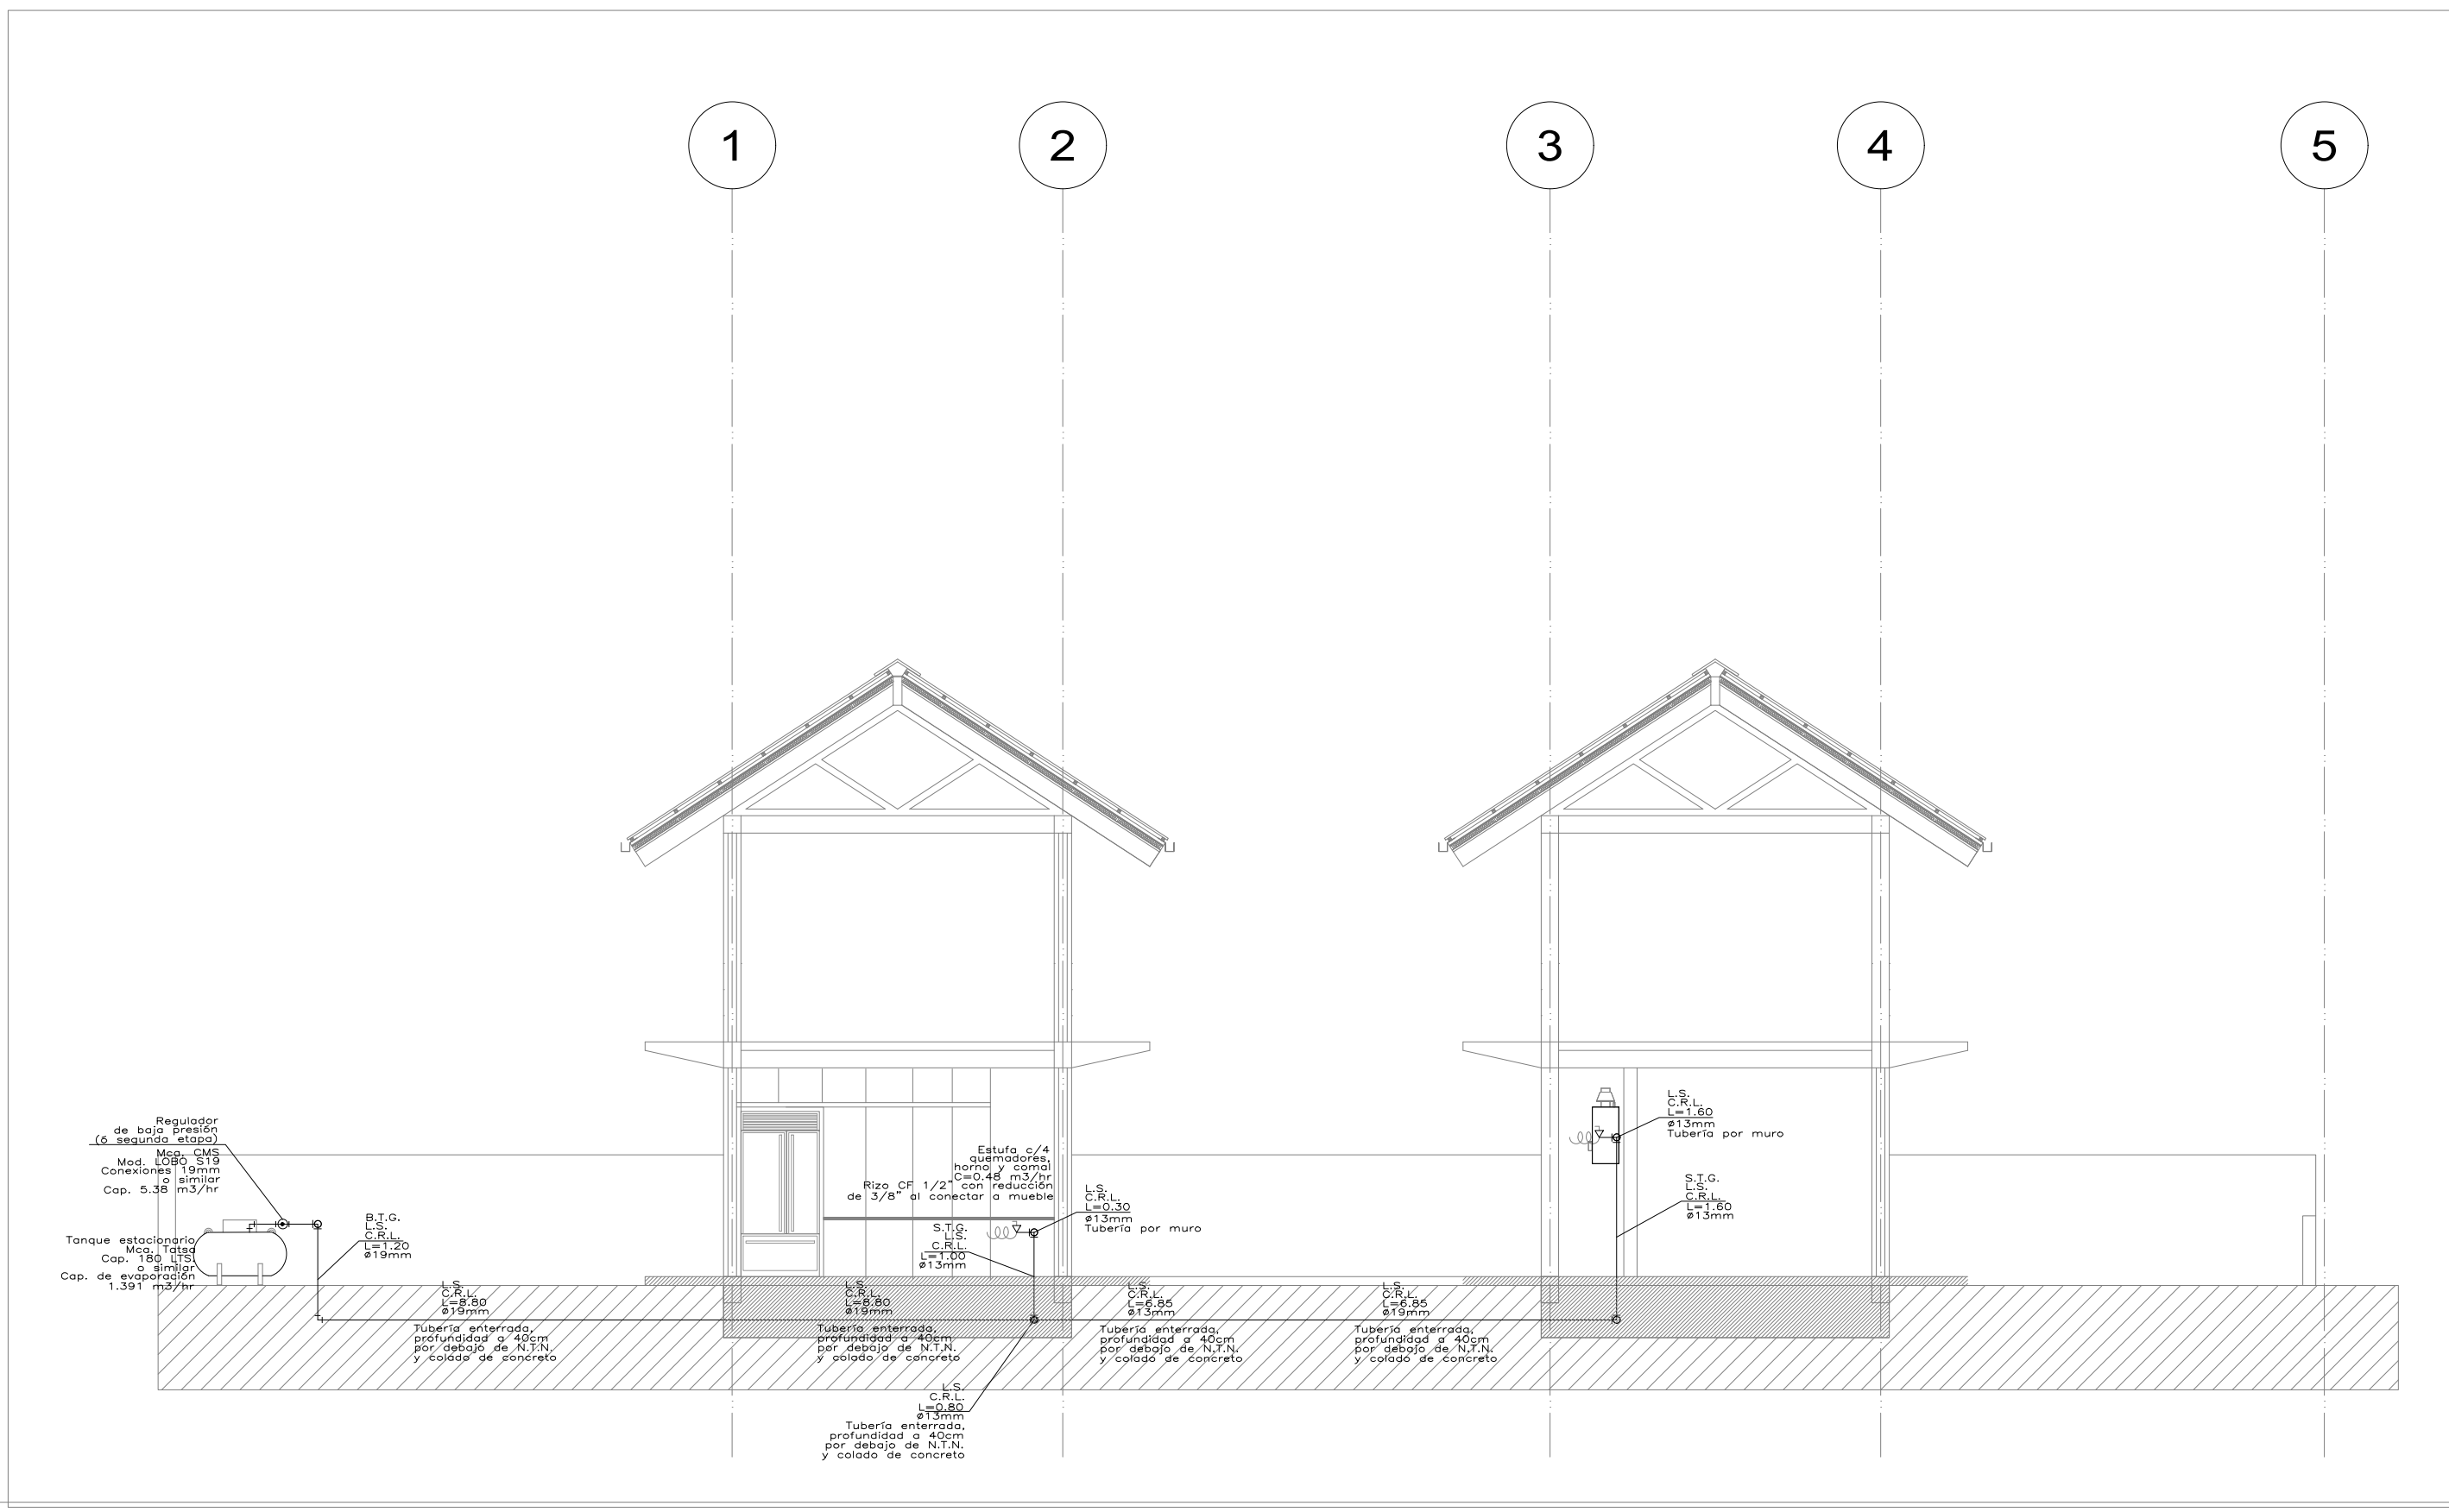 1
2
3
4
5
Regulador
de baja presión
(ó segunda etapa)
Mca. CMS
Mod. LOBO S19
Conexiones 19mm
o similar
Cap. 5.38 m3/hr
Tanque estacionario
Mca. Tatsa
Cap. 180 LTS.
o similar
Cap. de evaporación
1.391 m3/hr
B.T.G.
L.S.
C.R.L.
L=1.20
ø19mm
L.S.
C.R.L.
L=8.80
ø19mm
Tubería enterrada,
profundidad a 40cm
por debajo de N.T.N.
y colado de concreto
L.S.
C.R.L.
L=8.80
ø19mm
Tubería enterrada,
profundidad a 40cm
por debajo de N.T.N.
y colado de concreto
Estufa c/4
quemadores,
horno y comal
C=0.48 m3/hr
Rizo CF 1/2" con reducción
de 3/8" al conectar a mueble
S.T.G.
L.S.
C.R.L.
L=1.00
ø13mm
L.S.
C.R.L.
L=0.30
ø13mm
Tubería por muro
L.S.
C.R.L.
L=0.80
ø13mm
Tubería enterrada,
profundidad a 40cm
por debajo de N.T.N.
y colado de concreto
L.S.
C.R.L.
L=6.85
ø13mm
Tubería enterrada,
profundidad a 40cm
por debajo de N.T.N.
y colado de concreto
L.S.
C.R.L.
L=6.85
ø19mm
Tubería enterrada,
profundidad a 40cm
por debajo de N.T.N.
y colado de concreto
L.S.
C.R.L.
L=1.60
ø13mm
Tubería por muro
S.T.G.
L.S.
C.R.L.
L=1.60
ø13mm